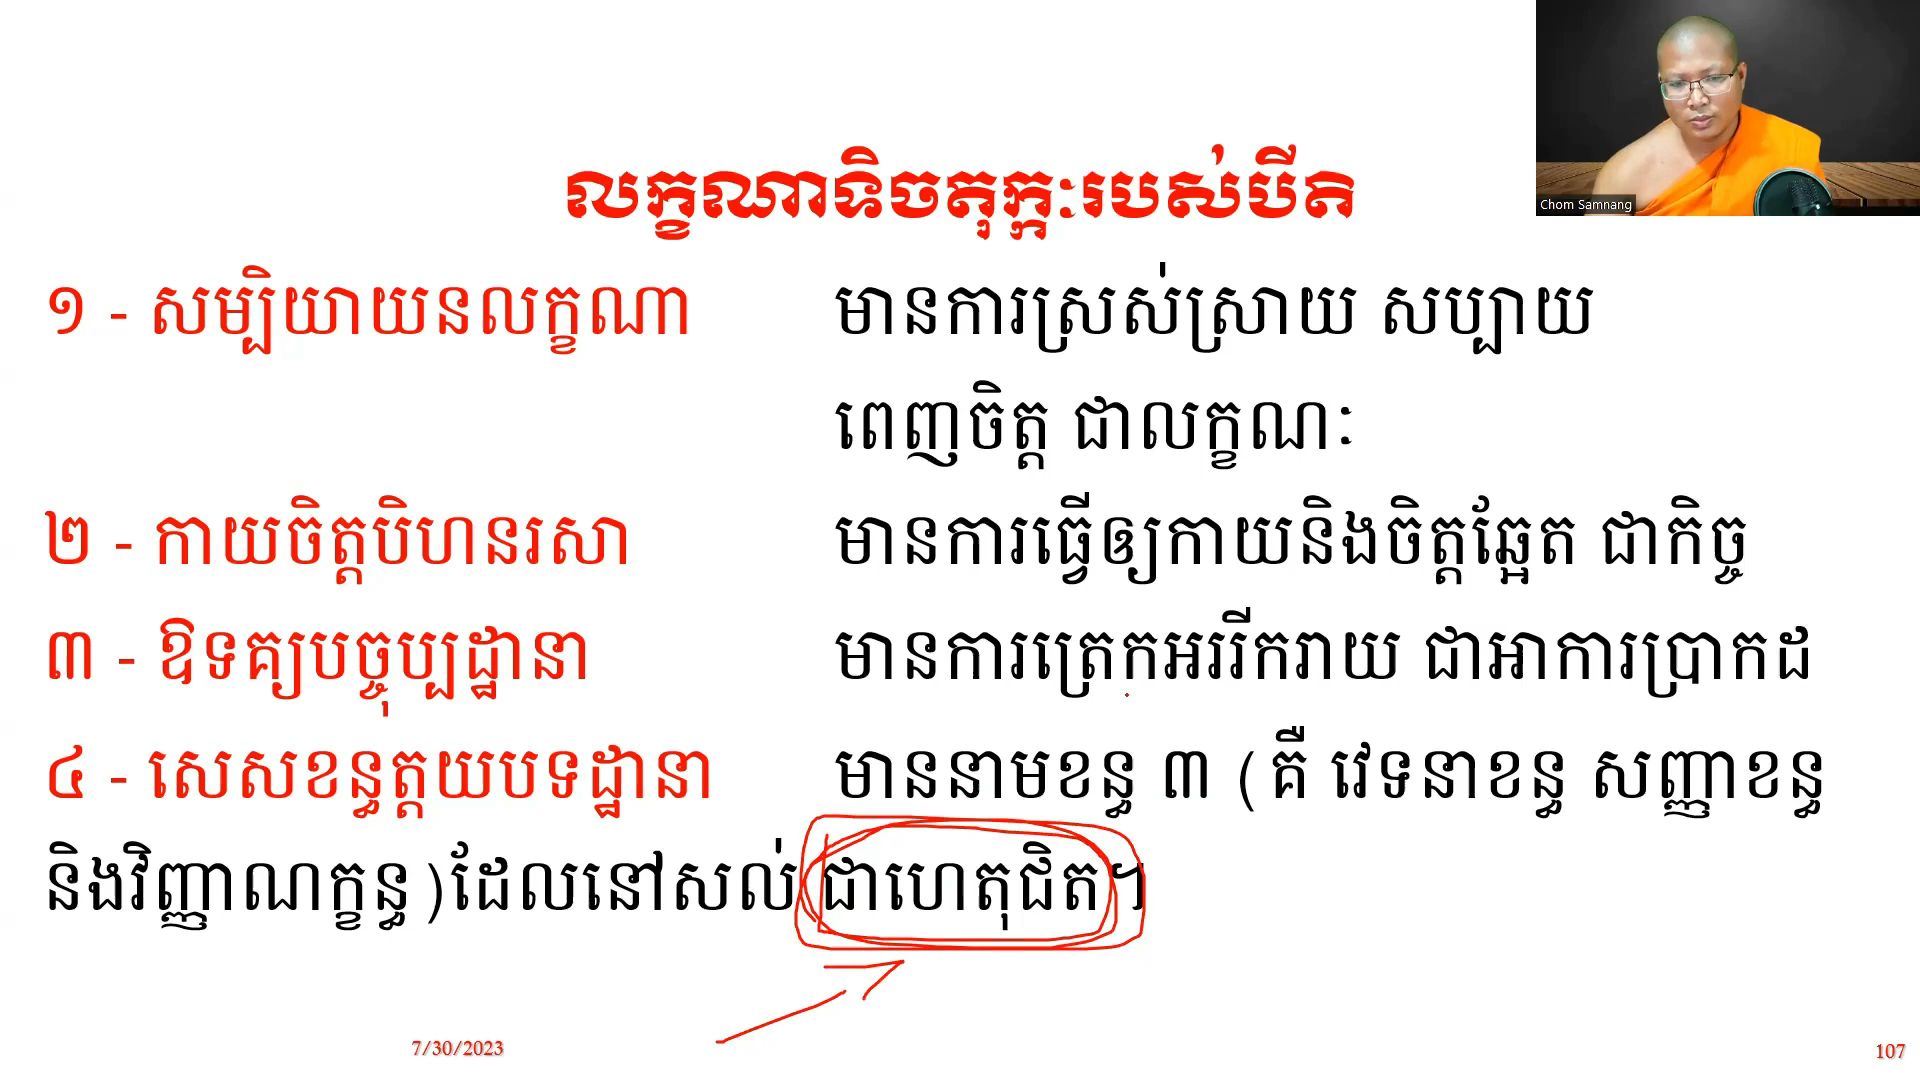 Chom Samnang
លក្ខណាទិចតុក្កៈរបស់បីតិ
១ - សម្បិយាយនលក្ខណា មានការស្រស់ស្រាយ សប្បាយ
ពេញចិត្ត ជាលក្ខណៈ
២ - កាយចិត្តបិហនរសា មានការធ្វើឲ្យកាយនិងចិត្តឆ្អែត ជាកិច្ច
៣ - ឱទគ្យបច្ចុប្បដ្ឋានា មានការត្រេកអររីករាយ ជាអាការប្រាកដ
៤ - សេសខន្ធត្តយបទដ្ឋានា មាននាមខន្ធ ៣ (គឺ វេទនាខន្ធ សញ្ញាខន្ធ
និងវិញ្ញាណក្ខន្ធ)ដែលនៅសល់ ជាហេតុជិត។
7/30/2023
107